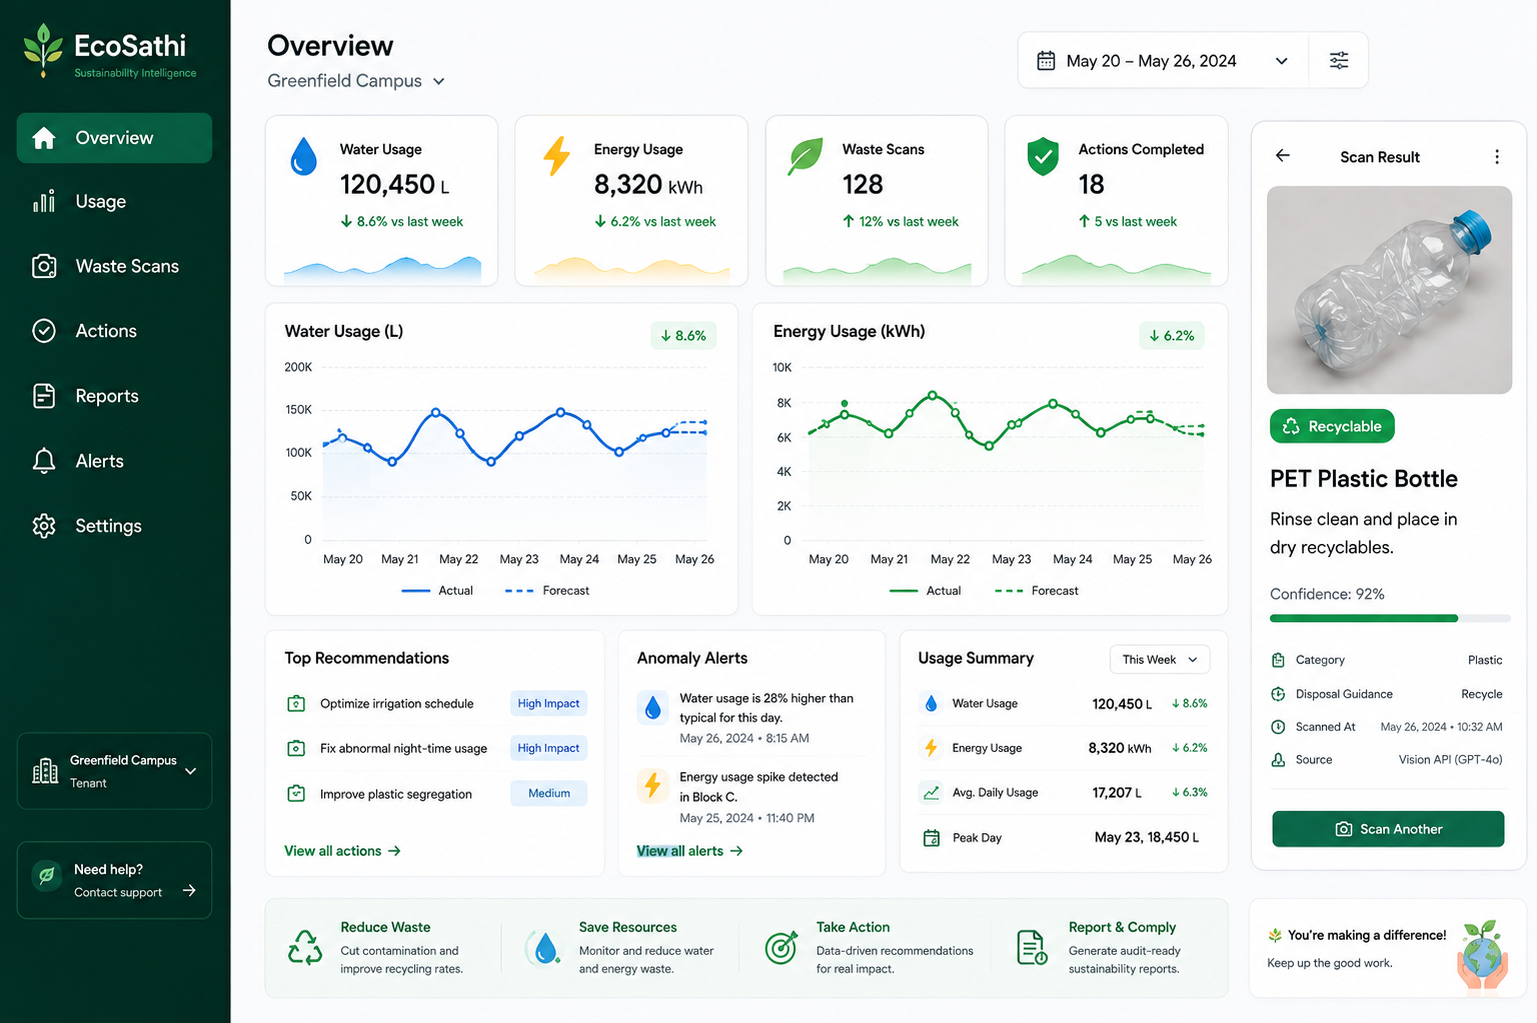 EcoSathi
Sustainability Intelligence
Overview
Usage
Waste Scans
Actions
Reports
Alerts
Settings
Greenfield Campus
Tenant
Need help?
Contact support
Overview
Greenfield Campus
May 20 – May 26, 2024
Water Usage
120,450 L
↓ 8.6% vs last week
Energy Usage
8,320 kWh
↓ 6.2% vs last week
Waste Scans
128
↑ 12% vs last week
Actions Completed
18
↑ 5 vs last week
Water Usage (L)
↓ 8.6%
200K
150K
100K
50K
0
May 20 May 21 May 22 May 23 May 24 May 25 May 26
Actual Forecast
Energy Usage (kWh)
↓ 6.2%
10K
8K
6K
4K
2K
0
May 20 May 21 May 22 May 23 May 24 May 25 May 26
Actual Forecast
Top Recommendations
Optimize irrigation schedule High Impact
Fix abnormal night-time usage High Impact
Improve plastic segregation Medium
View all actions →
Anomaly Alerts
Water usage is 28% higher than
typical for this day.
May 26, 2024 • 8:15 AM
Energy usage spike detected
in Block C.
May 25, 2024 • 11:40 PM
View all alerts →
Usage Summary
This Week
Water Usage 120,450 L ↓ 8.6%
Energy Usage 8,320 kWh ↓ 6.2%
Avg. Daily Usage 17,207 L ↓ 6.3%
Peak Day May 23, 18,450 L
Scan Result
Recyclable
PET Plastic Bottle
Rinse clean and place in
dry recyclables.
Confidence: 92%
Category Plastic
Disposal Guidance Recycle
Scanned At May 26, 2024 • 10:32 AM
Source Vision API (GPT-4o)
Scan Another
Reduce Waste
Cut contamination and
improve recycling rates.
Save Resources
Monitor and reduce water
and energy waste.
Take Action
Data-driven recommendations
for real impact.
Report & Comply
Generate audit-ready
sustainability reports.
You're making a difference!
Keep up the good work.